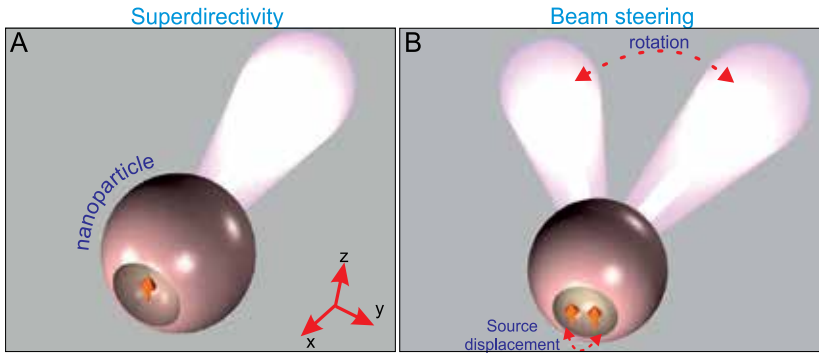 Superdirectivity
Beam steering
A
B
rotation
nanoparticle
z
y
x
Source
displacement